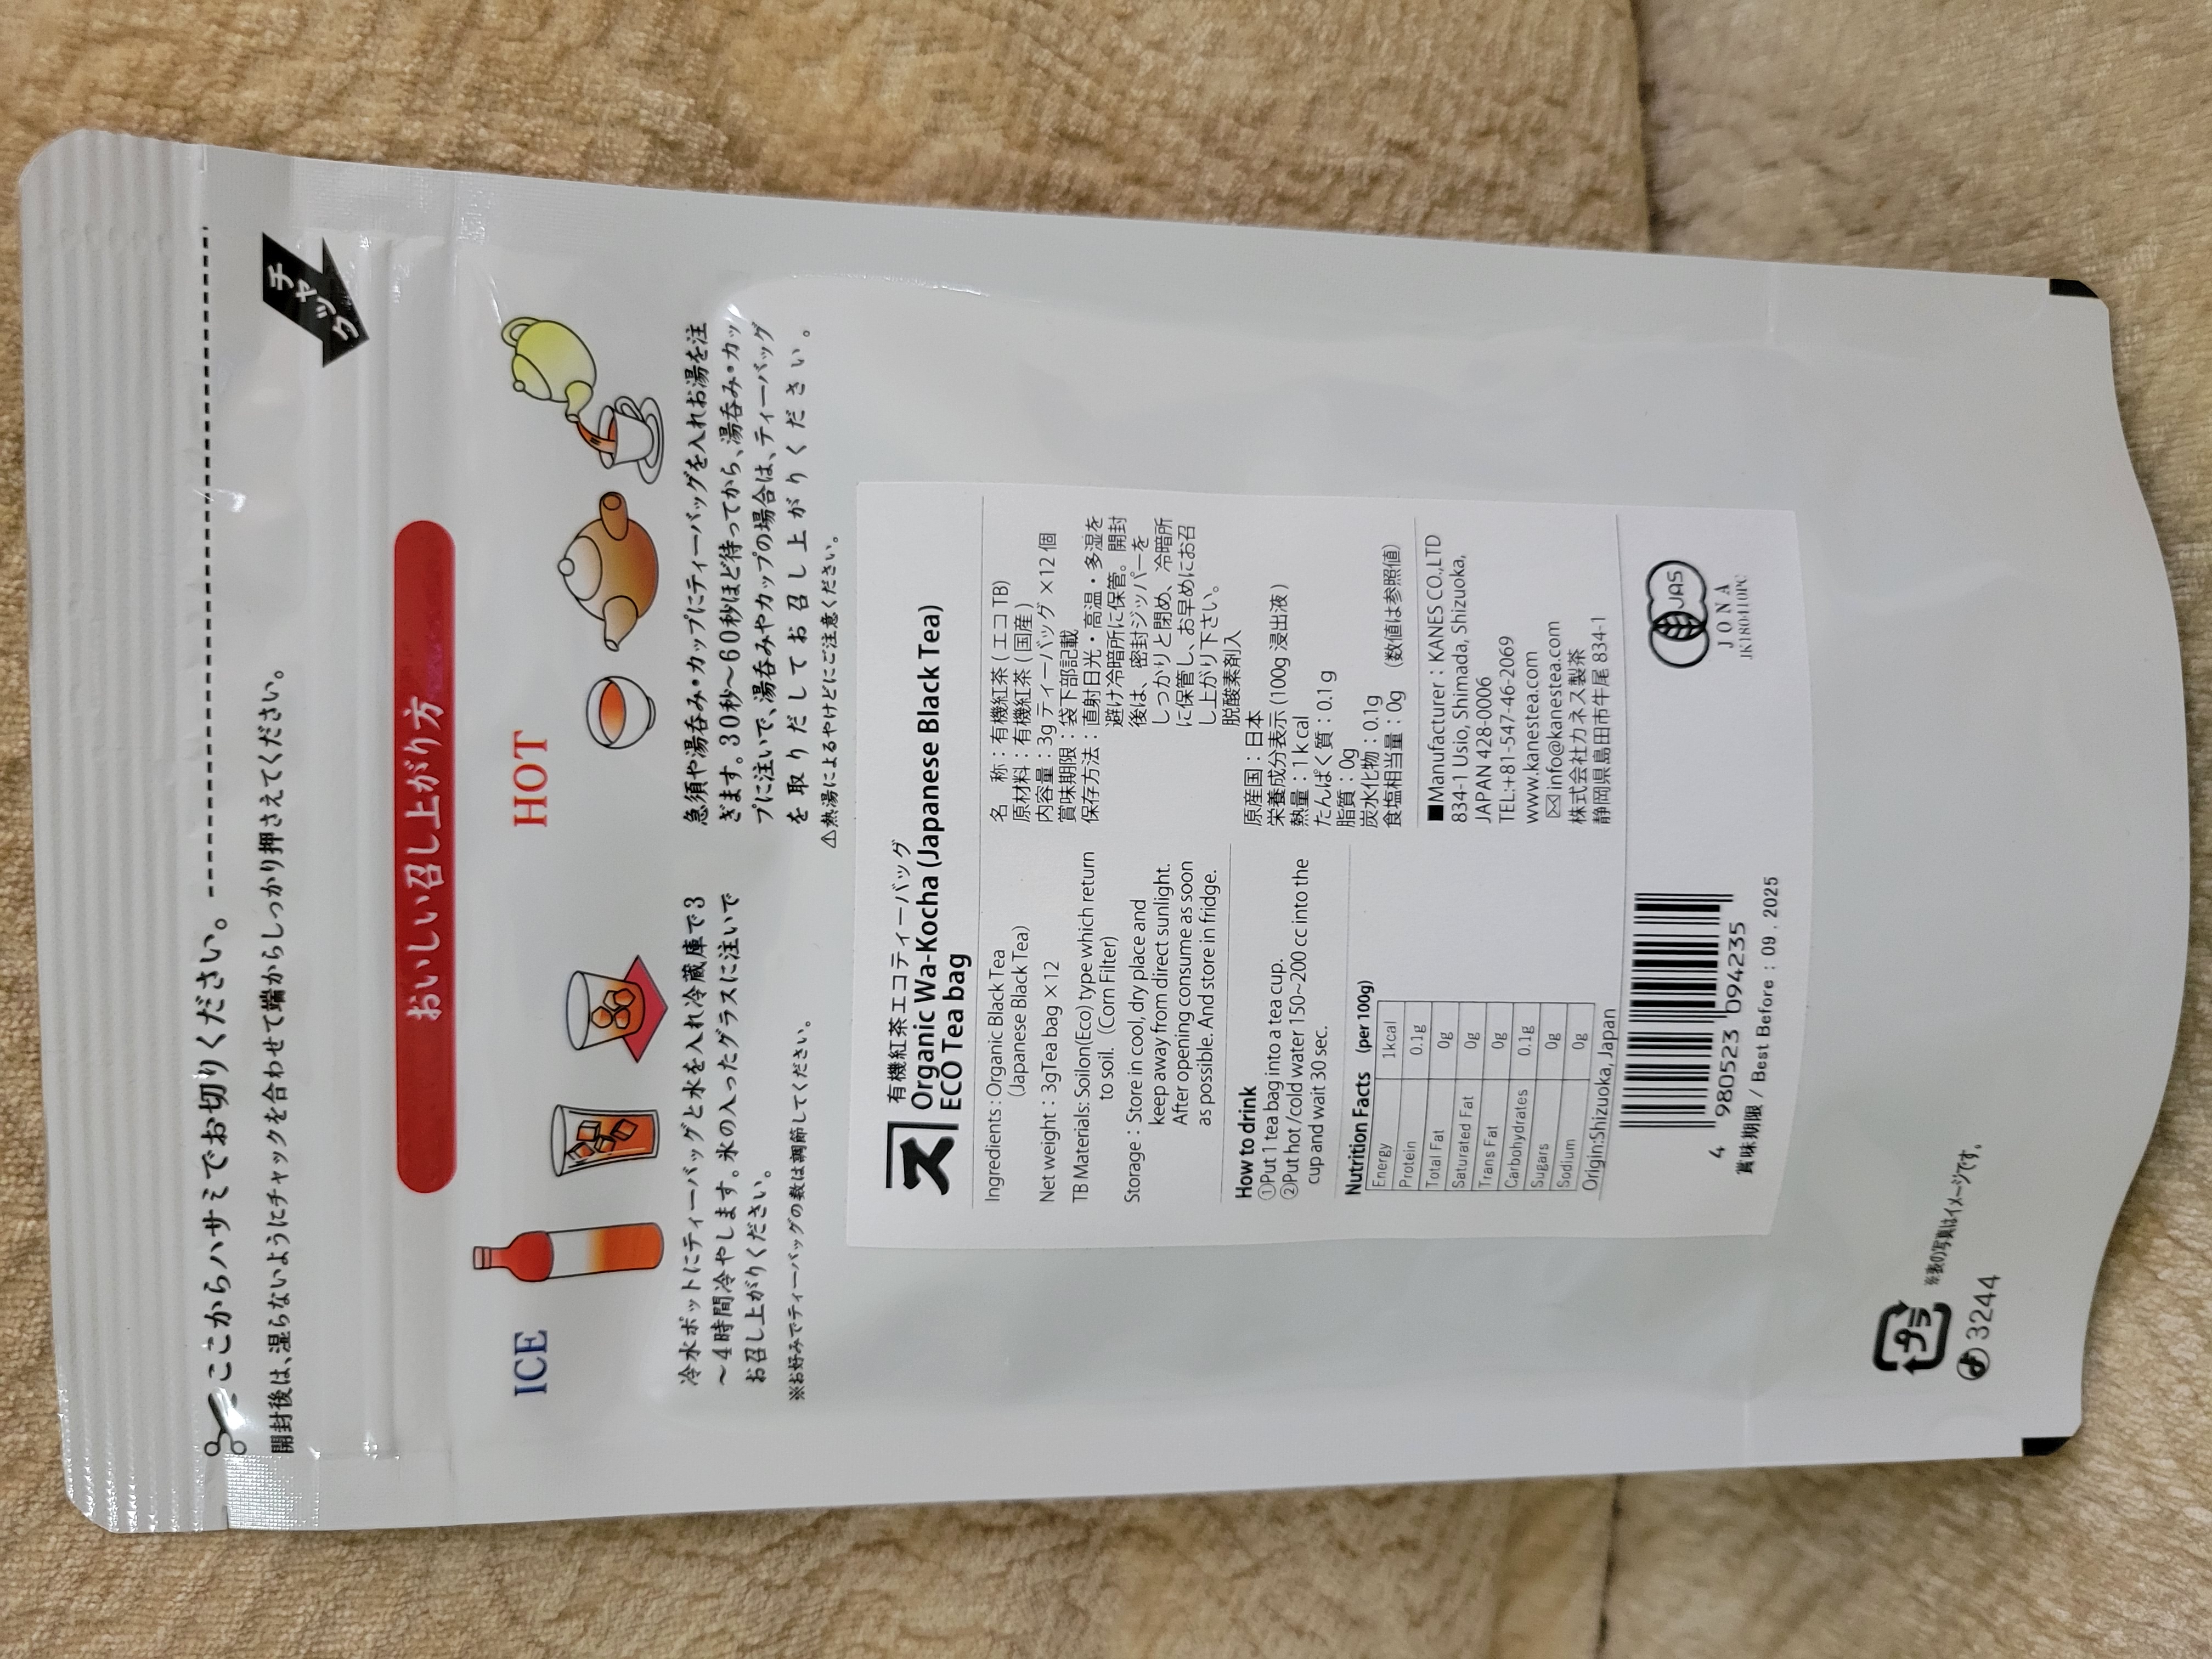 ここからハサミでお切りください。
開封後は、湿らないようにチャックを合わせて端からしっかり押さえてください。
チャック
おいしい召し上がり方
ICE
冷水ポットにティーバッグと水を入れ冷蔵庫で3
～4時間冷やします。氷の入ったグラスに注いで
お召し上がりください。
※お好みでティーバッグの数は調節してください。
HOT
急須や湯呑み・カップにティーバッグを入れお湯を注
ぎます。30秒～60秒ほど待ってから、湯呑み・カッ
プに注いで、湯呑みやカップの場合は、ティーバッグ
を取りだしてお召し上がりください。
⚠熱湯によるやけどにご注意ください。
ス
有機紅茶エコティーバッグ
Organic Wa-Kocha (Japanese Black Tea)
ECO Tea bag
Ingredients : Organic Black Tea
(Japanese Black Tea)
Net weight : 3gTea bag ×12
TB Materials: Soilon(Eco) type which return
to soil. (Corn Filter)
Storage : Store in cool, dry place and
keep away from direct sunlight.
After opening consume as soon
as possible. And store in fridge.
How to drink
①Put 1 tea bag into a tea cup.
②Put hot /cold water 150~200 cc into the
cup and wait 30 sec.
Nutrition Facts (per 100g)
Energy 1kcal
Protein 0.1g
Total Fat 0g
Saturated Fat 0g
Trans Fat 0g
Carbohydrates 0.1g
Sugars 0g
Sodium 0g
Origin:Shizuoka, Japan
名 称 : 有機紅茶 ( エコ TB)
原材料 : 有機紅茶 ( 国産 )
内容量 : 3g ティーバッグ ×12 個
賞味期限 : 袋下部記載
保存方法 : 直射日光・高温・多湿を
避け冷暗所に保管。開封
後は、密封ジッパーを
しっかりと閉め、冷暗所
に保管し、お早めにお召
し上がり下さい。
脱酸素剤入
原産国 : 日本
栄養成分表示 (100g 浸出液 )
熱量 : 1 k cal
たんぱく質 : 0.1 g
脂質 : 0g
炭水化物 : 0.1g
食塩相当量 : 0g (数値は参照値)
■Manufacturer : KANES CO.,LTD
834-1 Usio, Shimada, Shizuoka,
JAPAN 428-0006
TEL:+81-547-46-2069
www.kanestea.com
✉ info@kanestea.com
株式会社カネス製茶
静岡県島田市牛尾 834-1
4 980523 094235
賞味期限 / Best Before : 09 . 2025
JAS
JONA
プラ
※表の写真はイメージです。
3244